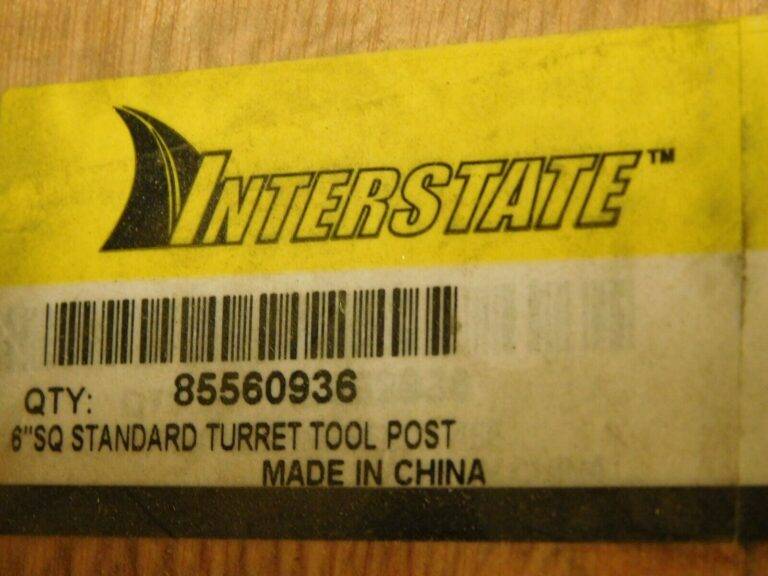 INTERSTATE™
85560936
QTY:
6"SQ STANDARD TURRET TOOL POST
MADE IN CHINA